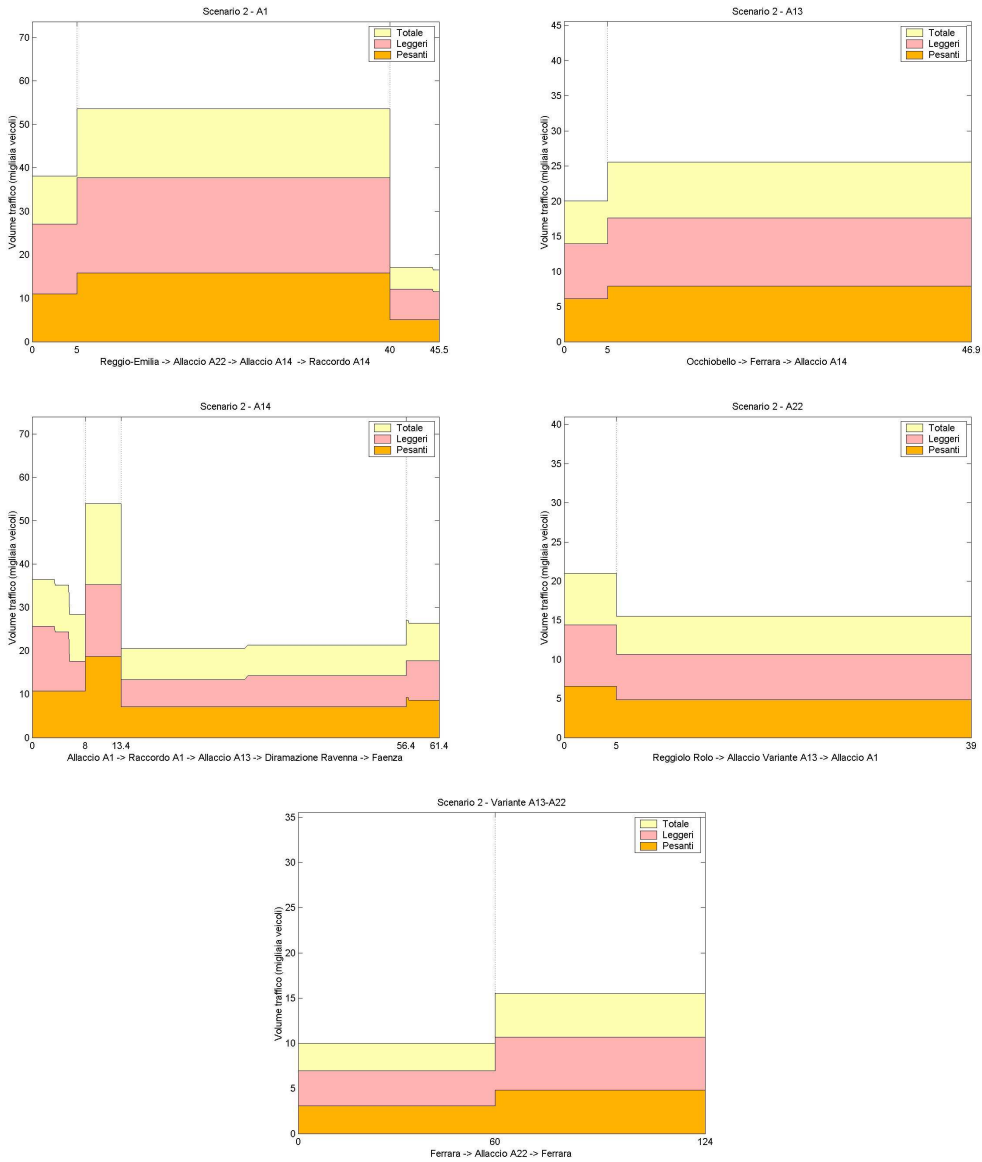 Scenario 2 - A1
Totale
Leggeri
Pesanti
Volume traffico (migliaia veicoli)
70
60
50
40
30
20
10
0
0 5 40 45.5
Reggio-Emilia -> Allaccio A22 -> Allaccio A14 -> Raccordo A14
Scenario 2 - A13
Totale
Leggeri
Pesanti
Volume traffico (migliaia veicoli)
45
40
35
30
25
20
15
10
5
0
0 5 46.9
Occhiobello -> Ferrara -> Allaccio A14
Scenario 2 - A14
Totale
Leggeri
Pesanti
Volume traffico (migliaia veicoli)
70
60
50
40
30
20
10
0
0 8 13.4 56.4 61.4
Allaccio A1 -> Raccordo A1 -> Allaccio A13 -> Diramazione Ravenna -> Faenza
Scenario 2 - A22
Totale
Leggeri
Pesanti
Volume traffico (migliaia veicoli)
40
35
30
25
20
15
10
5
0
0 5 39
Reggiolo Rolo -> Allaccio Variante A13 -> Allaccio A1
Scenario 2 - Variante A13-A22
Totale
Leggeri
Pesanti
Volume traffico (migliaia veicoli)
35
30
25
20
15
10
5
0
0 60 124
Ferrara -> Allaccio A22 -> Ferrara